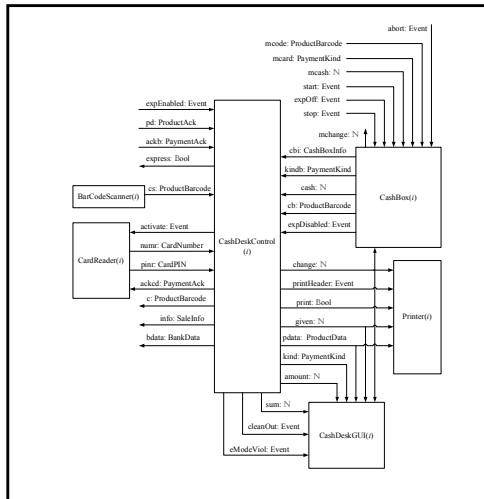 abort: Event
mcode: ProductBarcode
mcard: PaymentKind
mcash: ℕ
start: Event
expOff: Event
stop: Event
mchange: ℕ
expEnabled: Event
pd: ProductAck
ackb: PaymentAck
express: Bool
cs: ProductBarcode
BarCodeScanner(i)
activate: Event
numr: CardNumber
pinr: CardPIN
ackcd: PaymentAck
CardReader(i)
c: ProductBarcode
info: SaleInfo
bdata: BankData
CashDeskControl
(i)
cbi: CashBoxInfo
kindb: PaymentKind
cash: ℕ
cb: ProductBarcode
expDisabled: Event
CashBox(i)
change: ℕ
printHeader: Event
print: Bool
given: ℕ
pdata: ProductData
Printer(i)
kind: PaymentKind
amount: ℕ
sum: ℕ
cleanOut: Event
eModeViol: Event
CashDeskGUI(i)